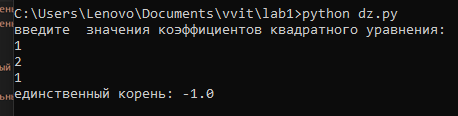 C:\Users\Lenovo\Documents\vvit\lab1>python dz.py
введите  значения коэффициентов квадратного уравнения:
1
2
1
единственный корень: -1.0